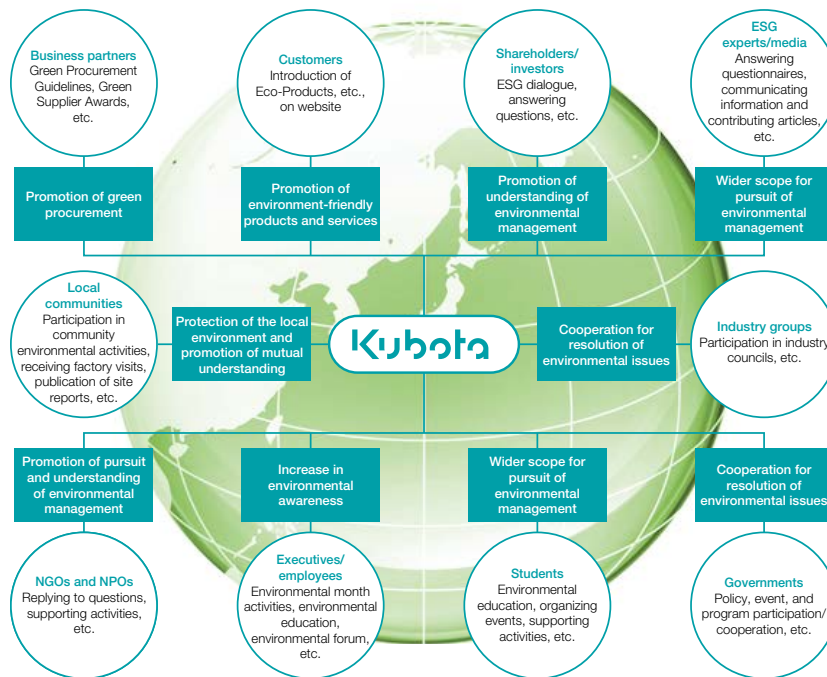 Business partners
Green Procurement
Guidelines, Green
Supplier Awards,
etc.
Customers
Introduction of
Eco-Products, etc.,
on website
Shareholders/
investors
ESG dialogue,
answering
questions, etc.
ESG
experts/media
Answering
questionnaires,
communicating
information and
contributing articles,
etc.
Promotion of green
procurement
Promotion of
environment-friendly
products and services
Promotion of
understanding of
environmental
management
Wider scope for
pursuit of
environmental
management
Local
communities
Participation in
community
environmental activities,
receiving factory visits,
publication of site
reports, etc.
Protection of the local
environment and
promotion of mutual
understanding
Kubota
Cooperation for
resolution of
environmental issues
Industry groups
Participation in industry
councils, etc.
Promotion of pursuit
and understanding
of environmental
management
Increase in
environmental
awareness
Wider scope for
pursuit of
environmental
management
Cooperation for
resolution of
environmental issues
NGOs and NPOs
Replying to questions,
supporting activities,
etc.
Executives/
employees
Environmental month
activities, environmental
education,
environmental forum,
etc.
Students
Environmental
education, organizing
events, supporting
activities, etc.
Governments
Policy, event, and
program participation/
cooperation, etc.